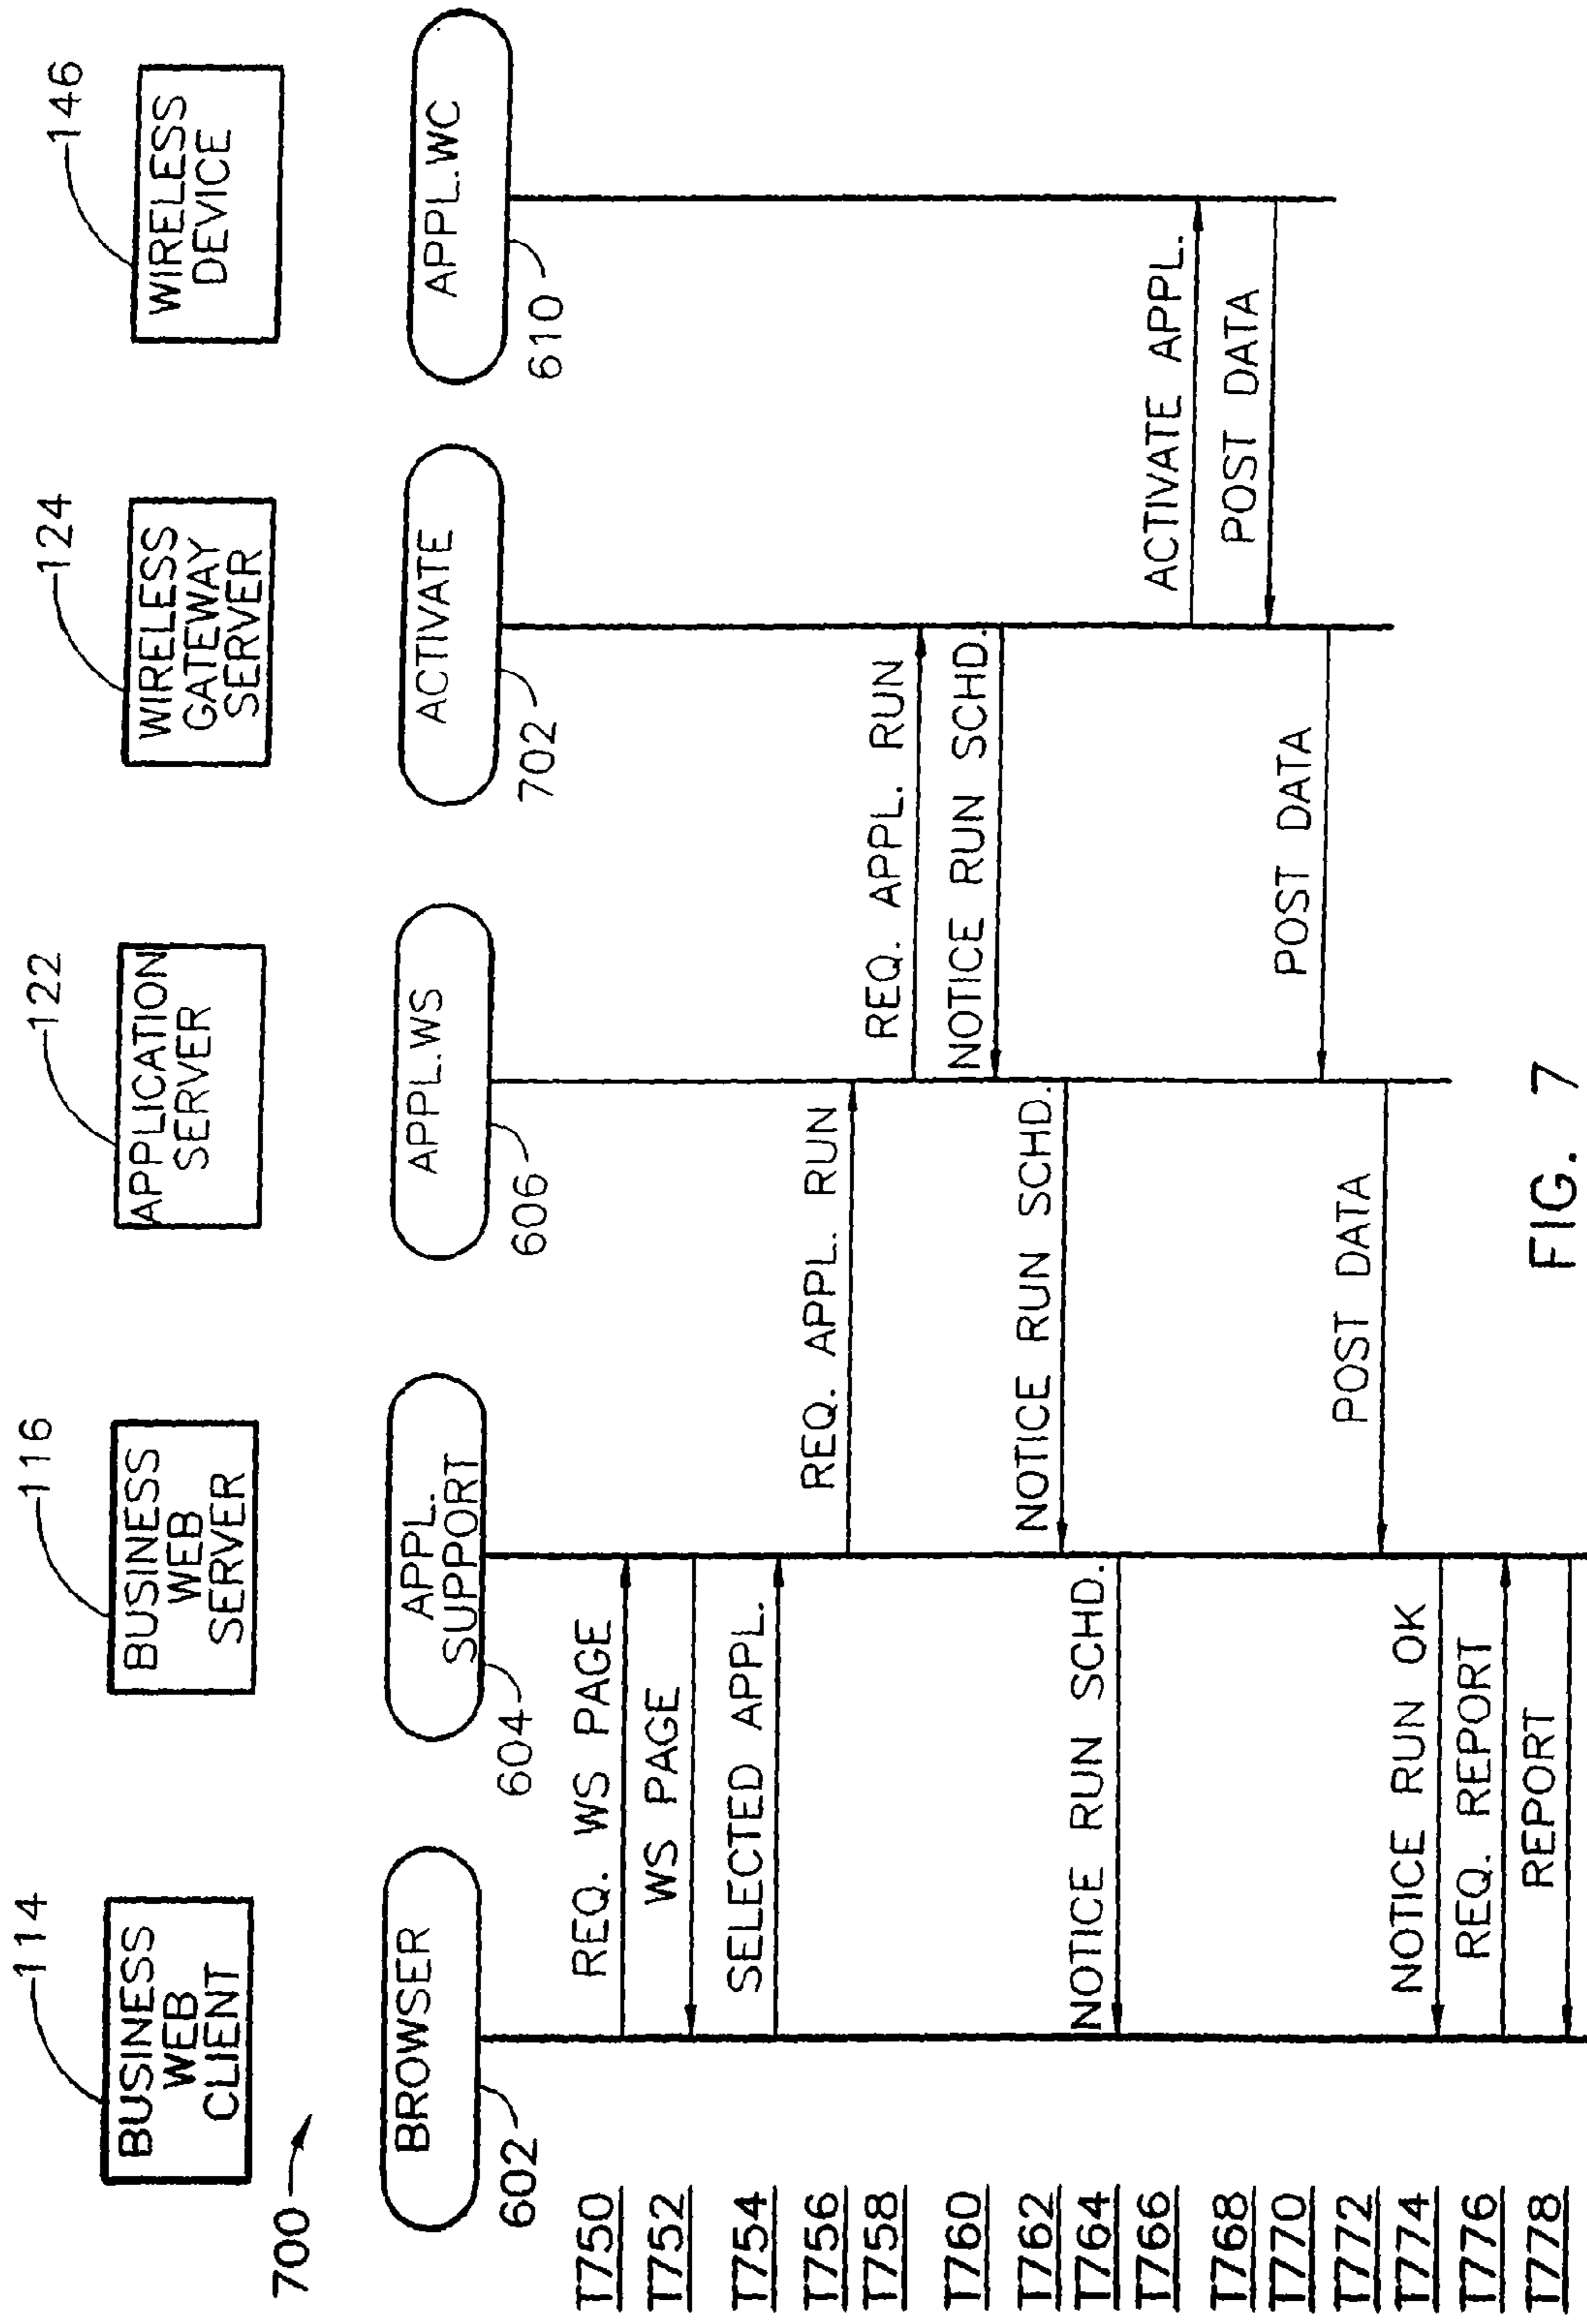 114
116
122
124
146
BUSINESS
WEB
CLIENT
BUSINESS
WEB
SERVER
APPLICATION
SERVER
WIRELESS
GATEWAY
SERVER
WIRELESS
DEVICE
700
BROWSER
APPL.
SUPPORT
APPL.WS
ACTIVATE
APPL.WC
602
604
606
702
610
T750
REQ. WS PAGE
T752
WS PAGE
T754
SELECTED APPL.
T756
REQ. APPL. RUN
T758
REQ. APPL. RUN
T760
NOTICE RUN SCHD.
T762
NOTICE RUN SCHD.
T764
NOTICE RUN SCHD.
T766
ACTIVATE APPL.
T768
POST DATA
T770
POST DATA
T772
POST DATA
T774
NOTICE RUN OK
T776
REQ. REPORT
T778
REPORT
FIG. 7